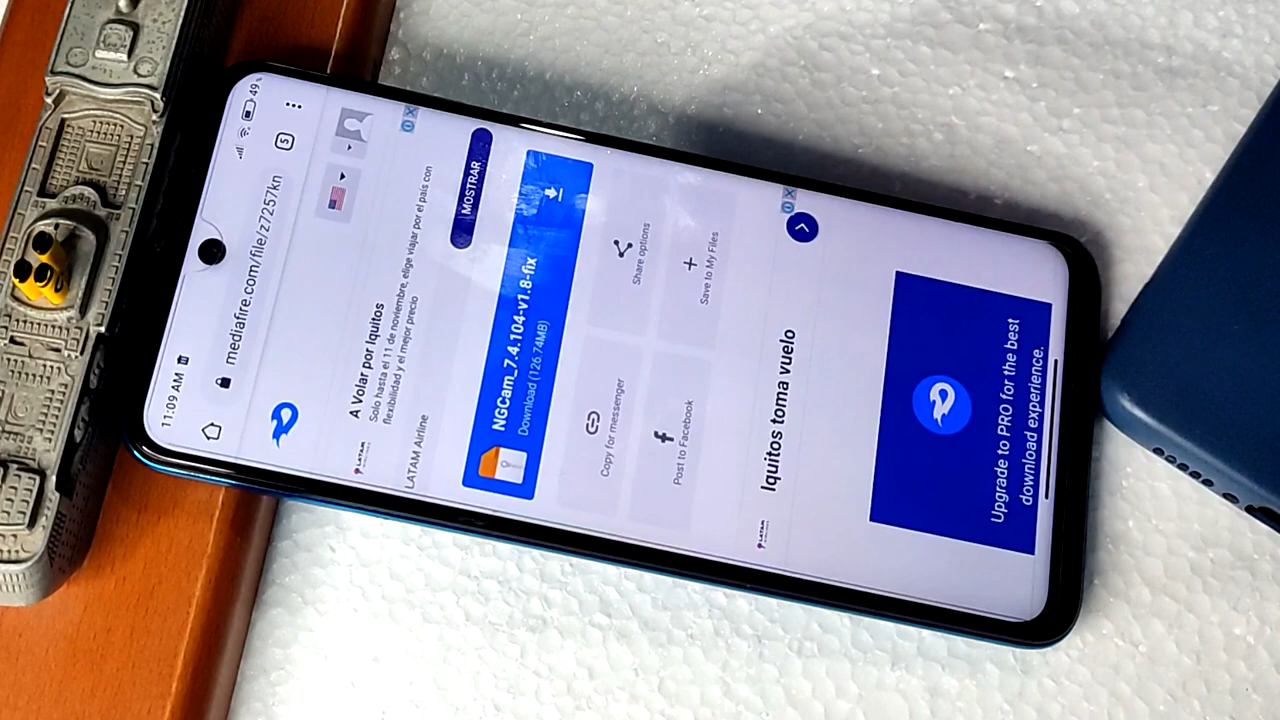 11:09 AM
49
mediafire.com/file/z7257kn
5
A Volar por Iquitos
Solo hasta el 11 de noviembre, elige viajar por el país con
flexibilidad y el mejor precio
LATAM
LATAM Airline
MOSTRAR
NGCam_7.4.104-v1.8-fix
Download (126.74MB)
Copy for messenger
Share options
Post to Facebook
Save to My Files
Iquitos toma vuelo
LATAM
Upgrade to PRO for the best
download experience.